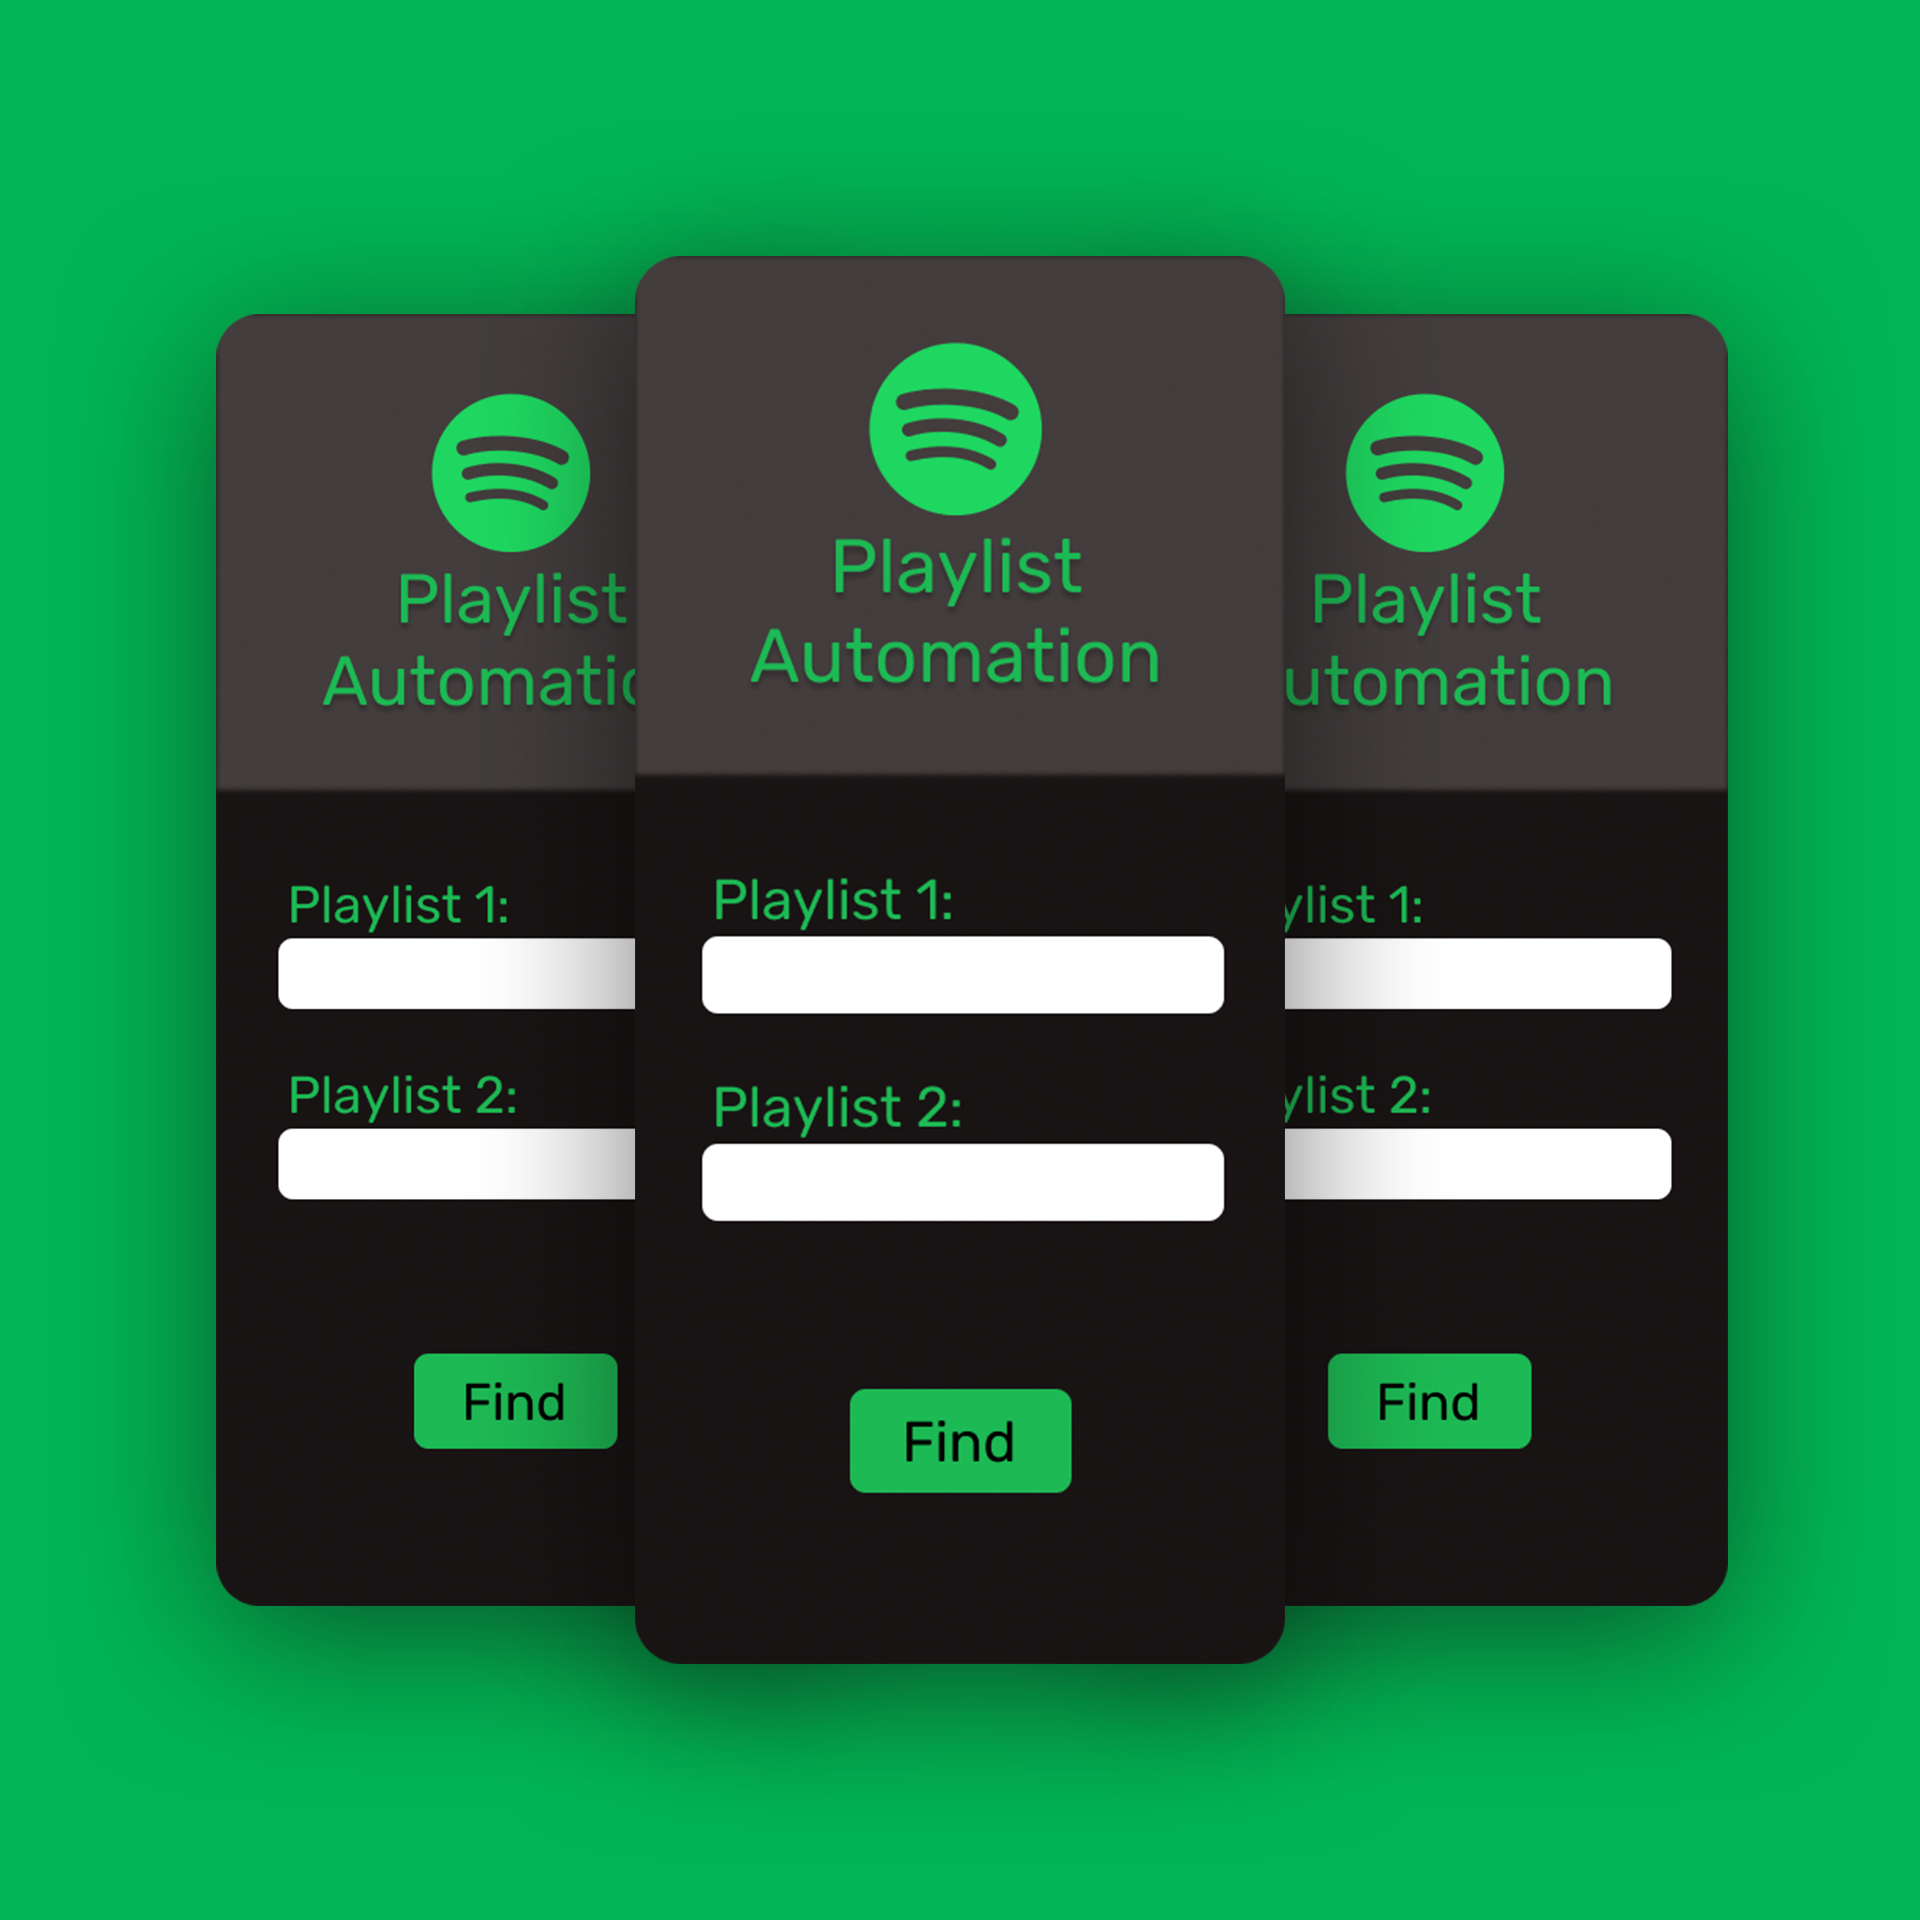 Playlist
Automatio
Playlist 1:
Playlist 2:
Find
Playlist
Automation
Playlist 1:
Playlist 2:
Find
Playlist
utomation
ylist 1:
ylist 2:
Find